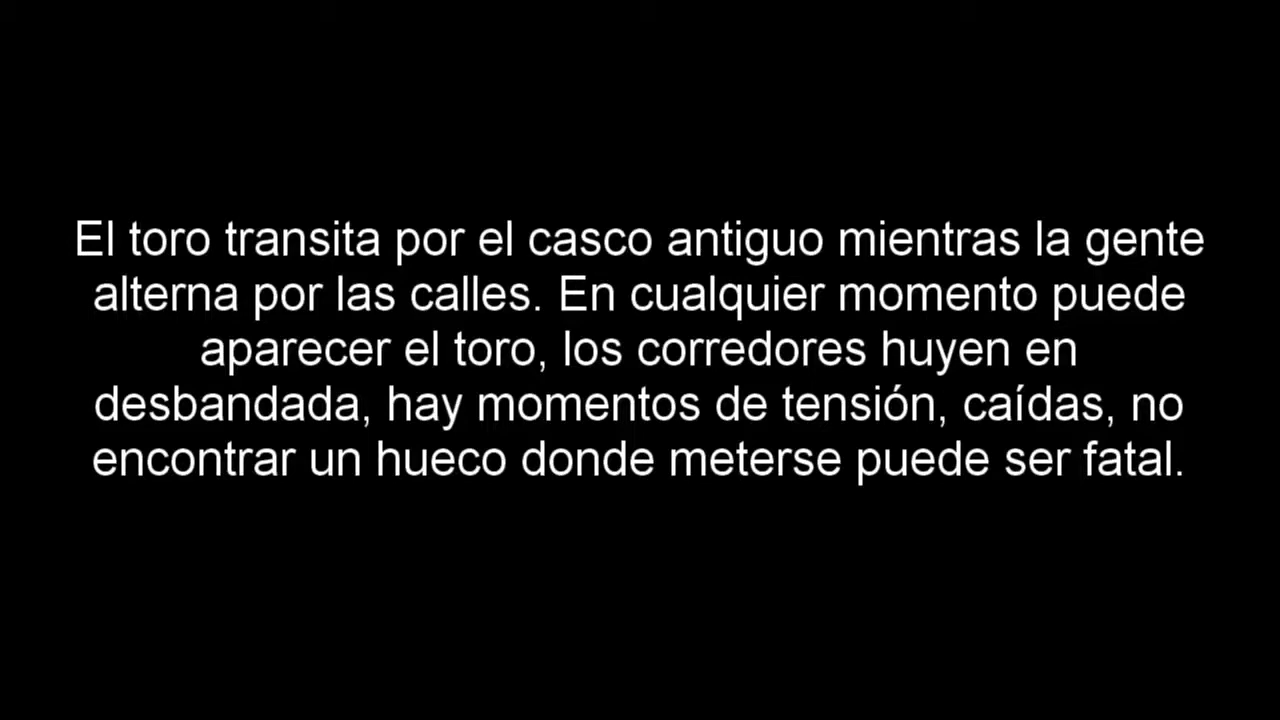 El toro transita por el casco antiguo mientras la gente
alterna por las calles. En cualquier momento puede
aparecer el toro, los corredores huyen en
desbandada, hay momentos de tensión, caídas, no
encontrar un hueco donde meterse puede ser fatal.